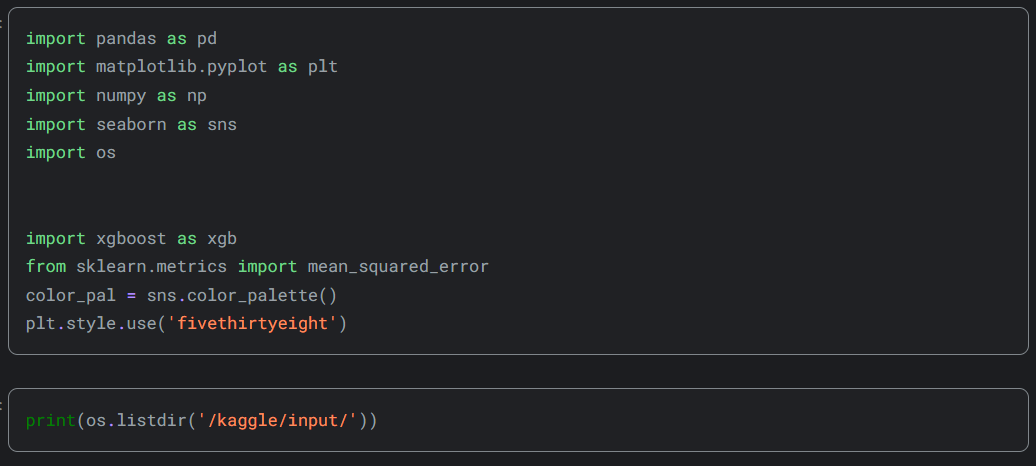 import pandas as pd
import matplotlib.pyplot as plt
import numpy as np
import seaborn as sns
import os
import xgboost as xgb
from sklearn.metrics import mean_squared_error
color_pal = sns.color_palette()
plt.style.use('fivethirtyeight')
print(os.listdir('/kaggle/input/'))